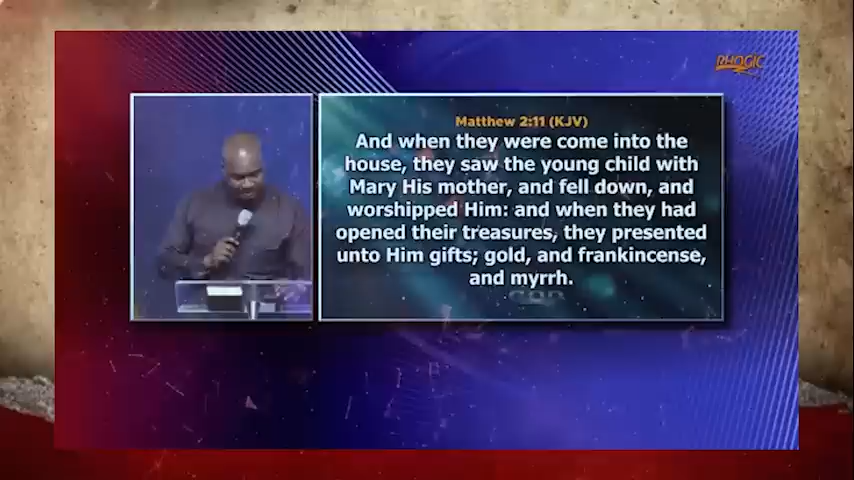 RHOGIC
Matthew 2:11 (KJV)
And when they were come into the
house, they saw the young child with
Mary His mother, and fell down, and
worshipped Him: and when they had
opened their treasures, they presented
unto Him gifts; gold, and frankincense,
and myrrh.